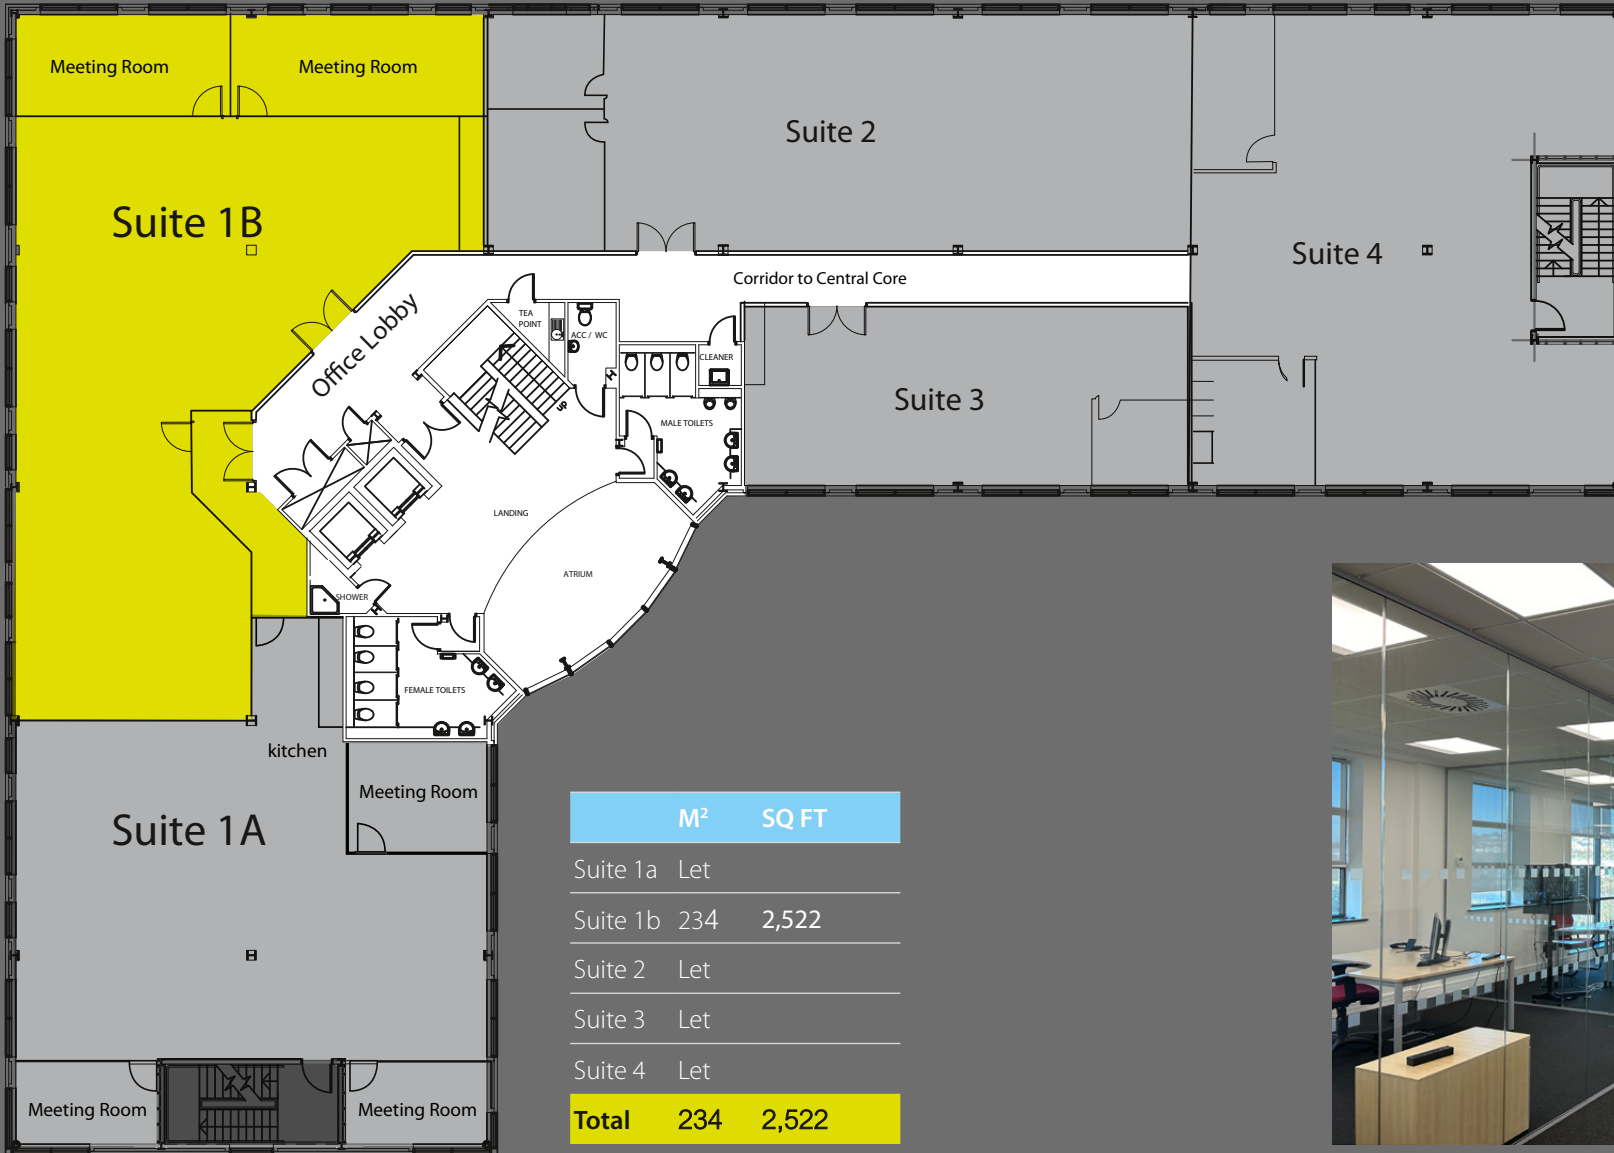 Meeting Room
Meeting Room
Suite 2
Suite 1B
Suite 4
Corridor to Central Core
Office Lobby
TEA
POINT
ACC / WC
CLEANER
up
Suite 3
MALE TOILETS
LANDING
ATRIUM
SHOWER
FEMALE TOILETS
kitchen
Meeting Room
Suite 1A
Meeting Room
Meeting Room
M² SQ FT
Suite 1a Let
Suite 1b 234 2,522
Suite 2 Let
Suite 3 Let
Suite 4 Let
Total 234 2,522